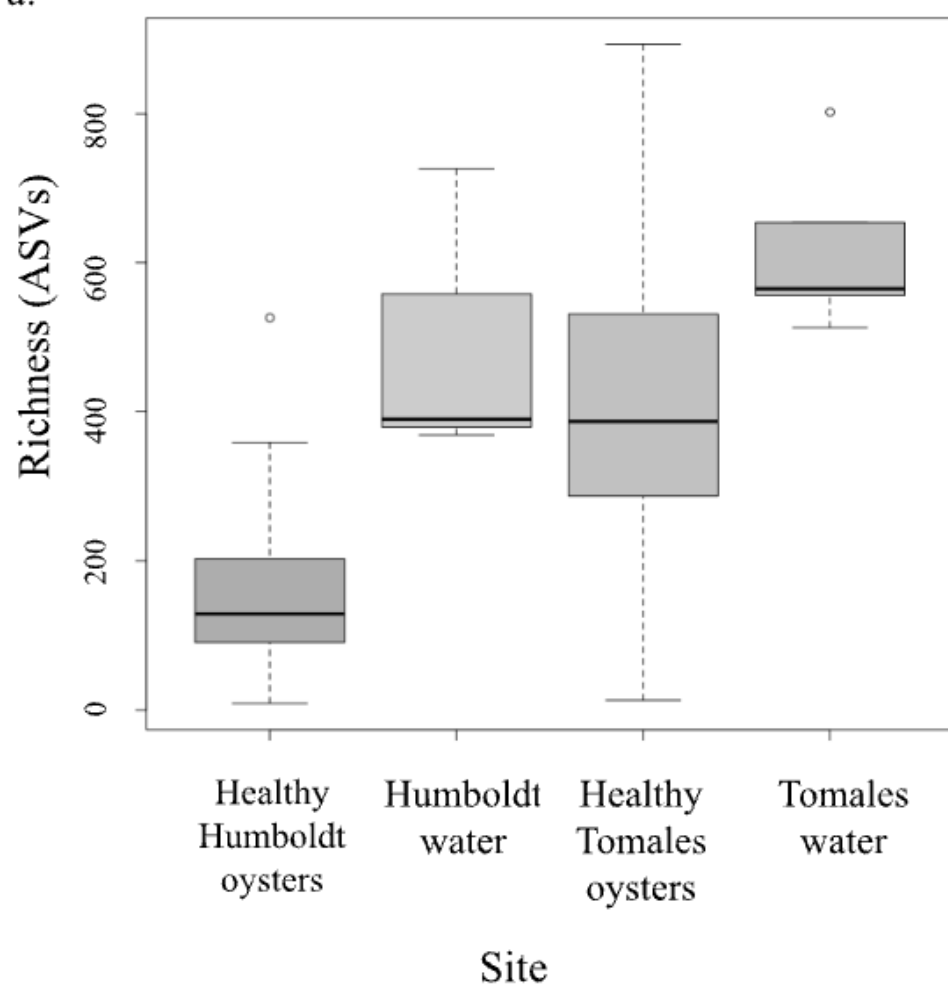 a.
Richness (ASVs)
800
600
400
200
0
Healthy
Humboldt
oysters
Humboldt
water
Healthy
Tomales
oysters
Tomales
water
Site